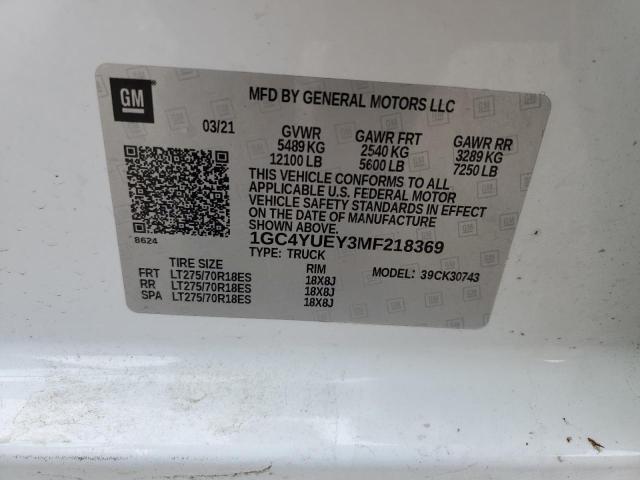 GM
MFD BY GENERAL MOTORS LLC
03/21 GVWR GAWR FRT GAWR RR
5489 KG 2540 KG 3289 KG
12100 LB 5600 LB 7250 LB
THIS VEHICLE CONFORMS TO ALL
APPLICABLE U.S. FEDERAL MOTOR
VEHICLE SAFETY STANDARDS IN EFFECT
ON THE DATE OF MANUFACTURE
SHOWN ABOVE.
8624
1GC4YUEY3MF218369
TYPE: TRUCK MODEL: 39CK30743
TIRE SIZE RIM
FRT LT275/70R18ES 18X8J
RR LT275/70R18ES 18X8J
SPA LT275/70R18ES 18X8J